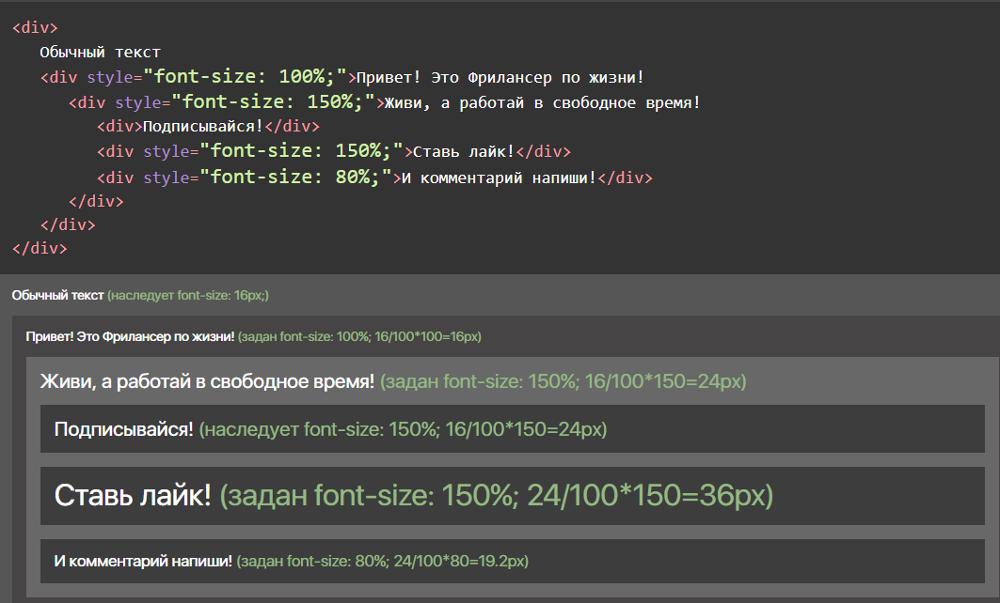 <div>
Обычный текст
<div style="font-size: 100%;">Привет! Это Фрилансер по жизни!
<div style="font-size: 150%;">Живи, а работай в свободное время!
<div>Подписывайся!</div>
<div style="font-size: 150%;">Ставь лайк!</div>
<div style="font-size: 80%;">И комментарий напиши!</div>
</div>
</div>
</div>
Обычный текст (наследует font-size: 16px;)
Привет! Это Фрилансер по жизни! (задан font-size: 100%; 16/100*100=16px)
Живи, а работай в свободное время! (задан font-size: 150%; 16/100*150=24px)
Подписывайся! (наследует font-size: 150%; 16/100*150=24px)
Ставь лайк! (задан font-size: 150%; 24/100*150=36px)
И комментарий напиши! (задан font-size: 80%; 24/100*80=19.2px)